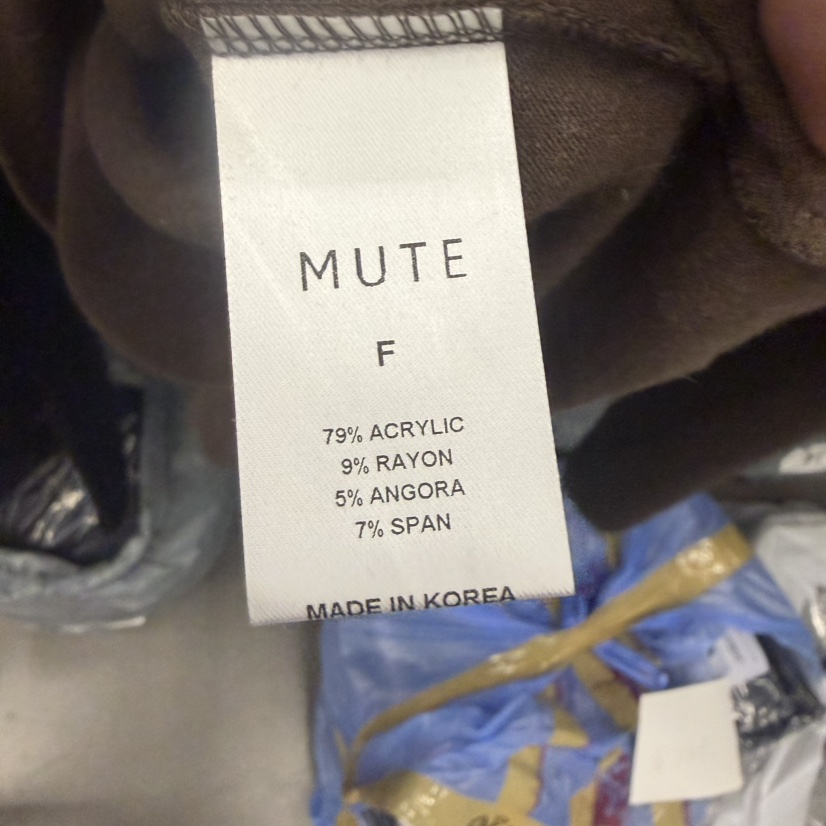 MUTE
F
79% ACRYLIC
9% RAYON
5% ANGORA
7% SPAN
MADE IN KOREA